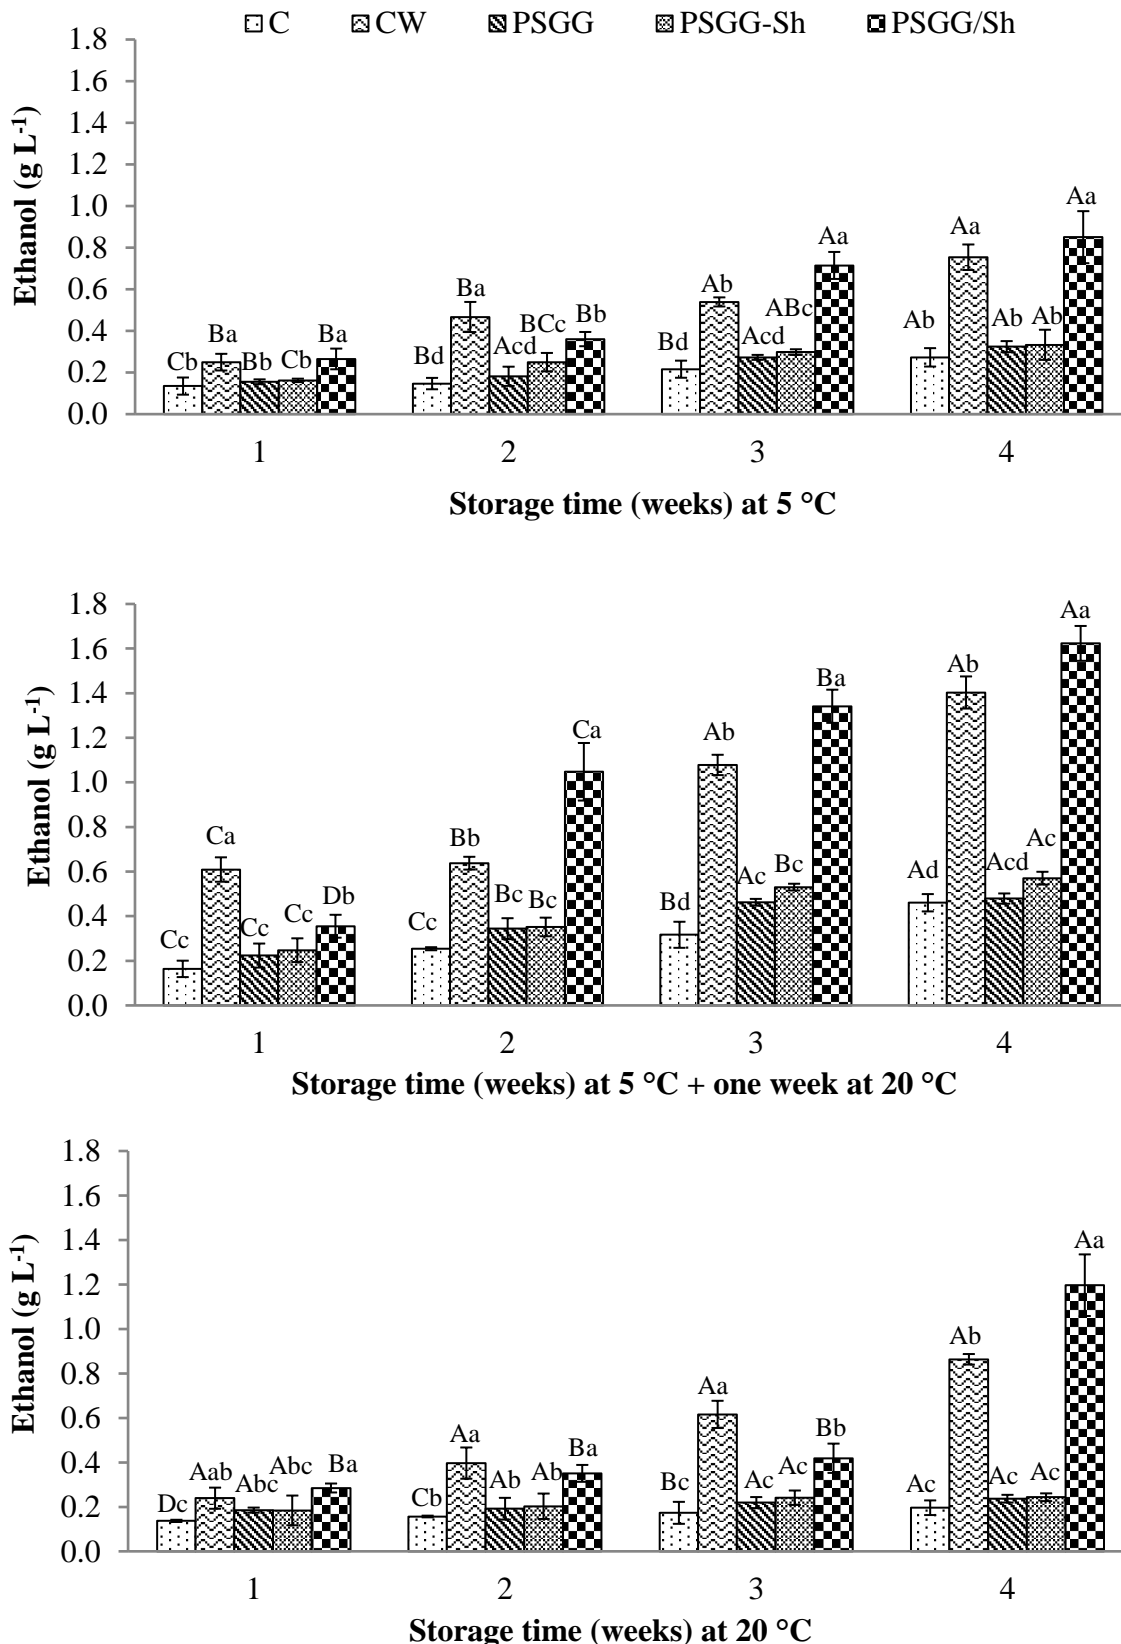 C CW PSGG PSGG-Sh PSGG/Sh
1.8
1.6
1.4
1.2
1.0
0.8
0.6
0.4
0.2
0.0
Ethanol (g L-1)
Cb Ba Bb Cb Ba
Bd Ba Acd BCc Bb
Bd Ab Acd ABc Aa
Ab Aa Ab Ab Aa
1 2 3 4
Storage time (weeks) at 5 °C
1.8
1.6
1.4
1.2
1.0
0.8
0.6
0.4
0.2
0.0
Ethanol (g L-1)
Cc Ca Cc Cc Db
Cc Bb Bc Bc Ca
Bd Ab Ac Bc Ba
Ad Ab Acd Ac Aa
1 2 3 4
Storage time (weeks) at 5 °C + one week at 20 °C
1.8
1.6
1.4
1.2
1.0
0.8
0.6
0.4
0.2
0.0
Ethanol (g L-1)
Dc Aab Abc Abc Ba
Cb Aa Ab Ab Ba
Bc Aa Ac Ac Bb
Ac Ab Ac Ac Aa
1 2 3 4
Storage time (weeks) at 20 °C